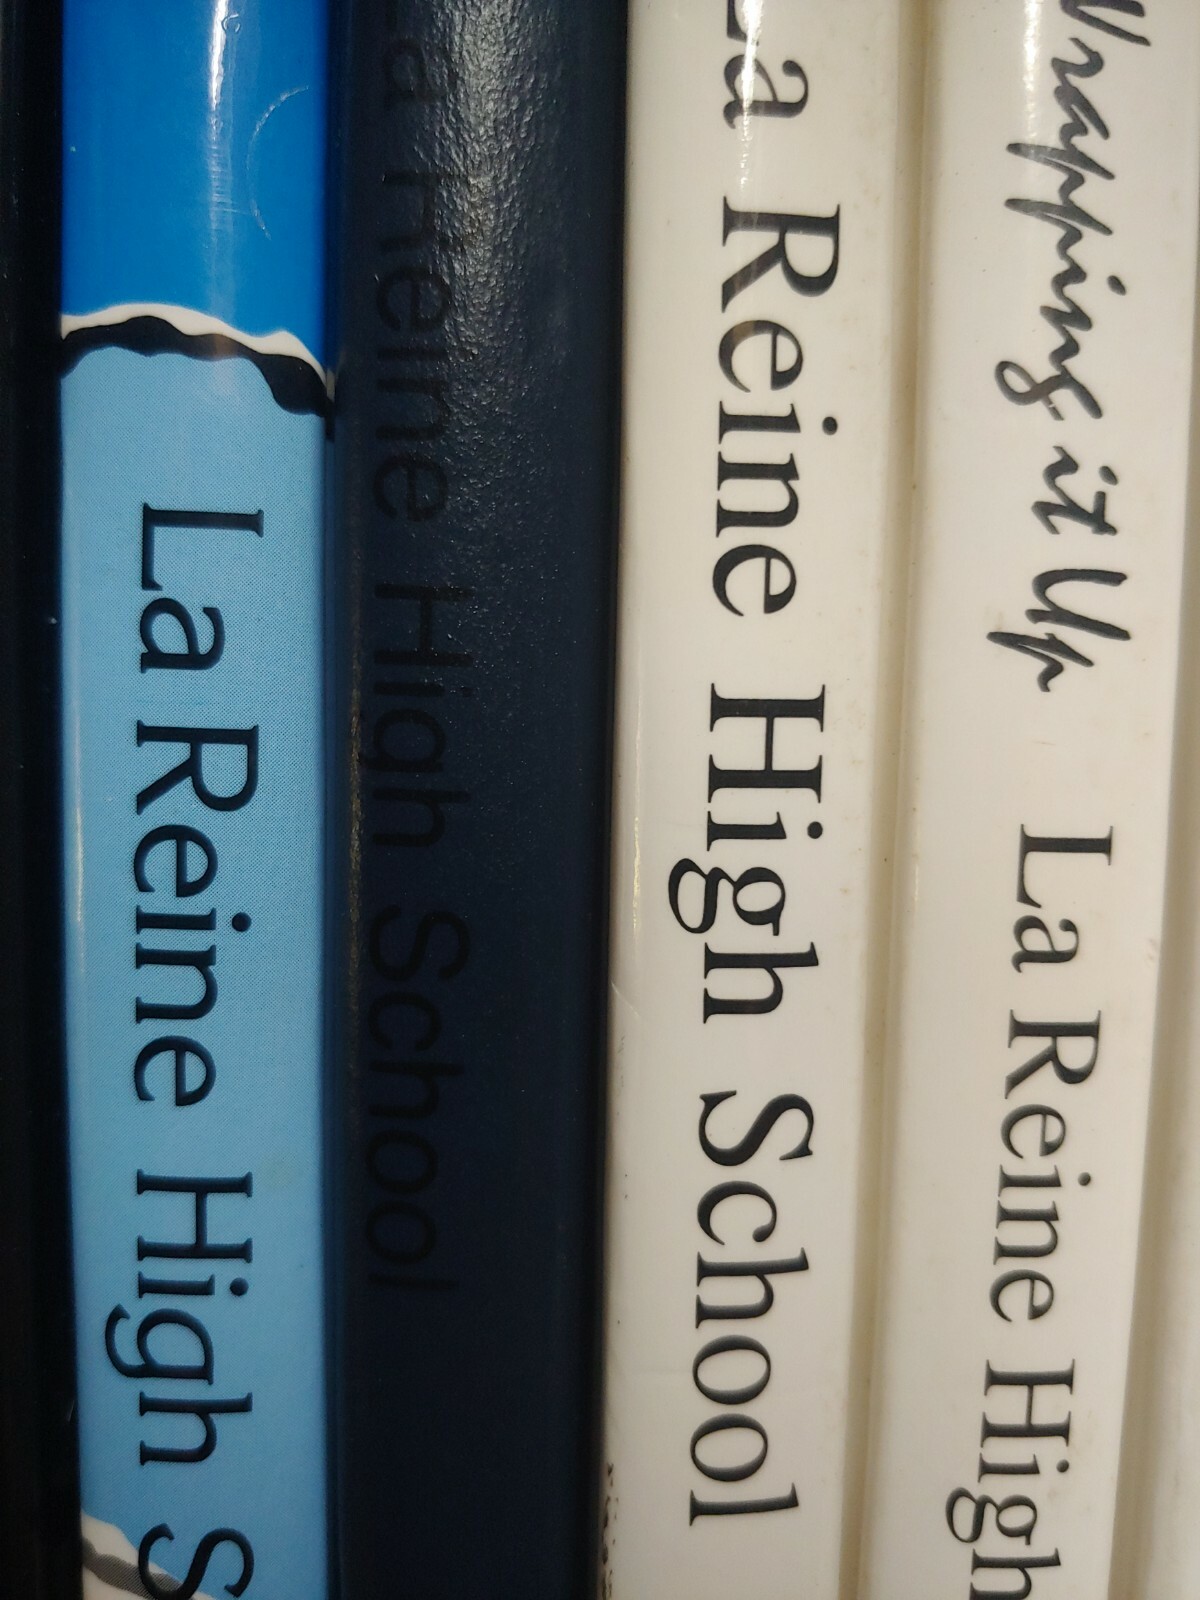 La Reine High S
La Reine High School
La Reine High School
Wrapping it Up La Reine High